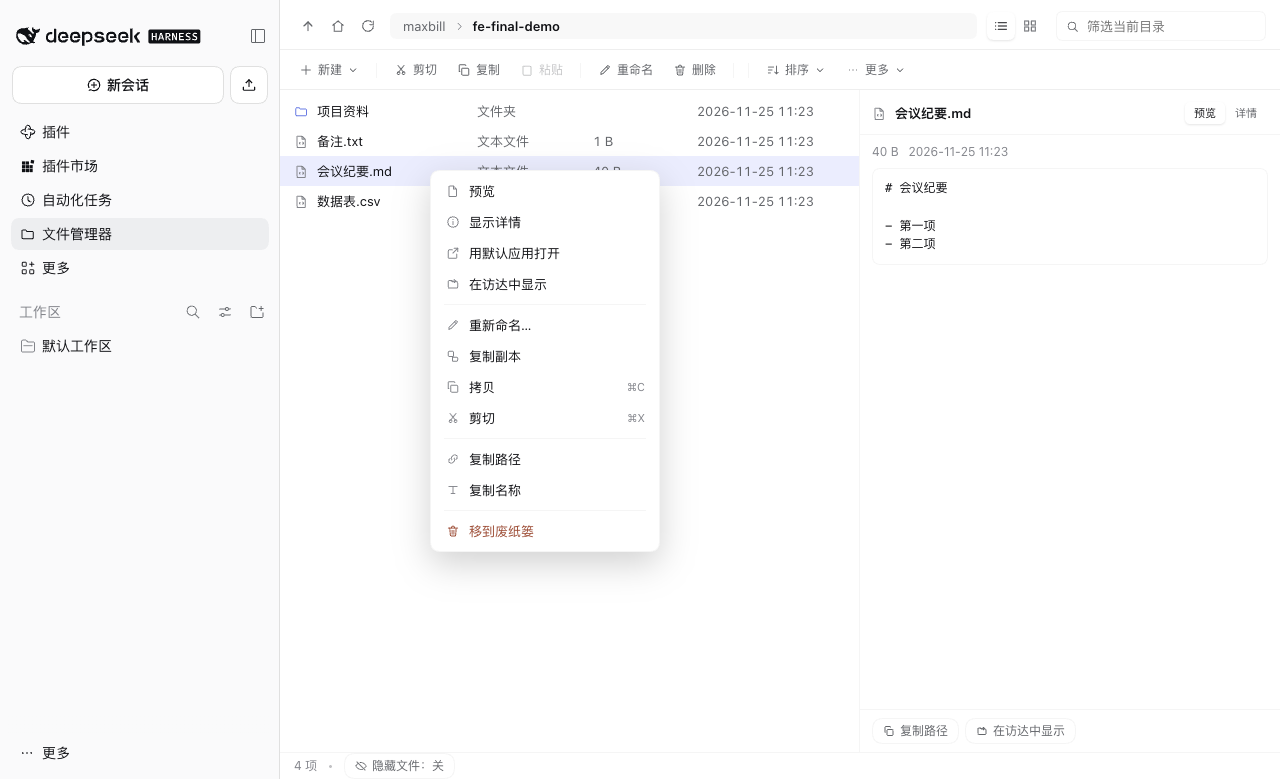 deepseek HARNESS
新会话
插件
插件市场
自动化任务
文件管理器
更多
工作区
默认工作区
更多
maxbill > fe-final-demo
筛选当前目录
新建 剪切 复制 粘贴 重命名 删除 排序 ··· 更多
项目资料 文件夹 2026-11-25 11:23
备注.txt 文本文件 1 B 2026-11-25 11:23
会议纪要.md 2026-11-25 11:23
数据表.csv 2026-11-25 11:23
预览
显示详情
用默认应用打开
在访达中显示
重新命名...
复制副本
拷贝 ⌘C
剪切 ⌘X
复制路径
复制名称
移到废纸篓
会议纪要.md 预览 详情
40 B 2026-11-25 11:23
# 会议纪要
- 第一项
- 第二项
复制路径 在访达中显示
4 项 • 隐藏文件：关